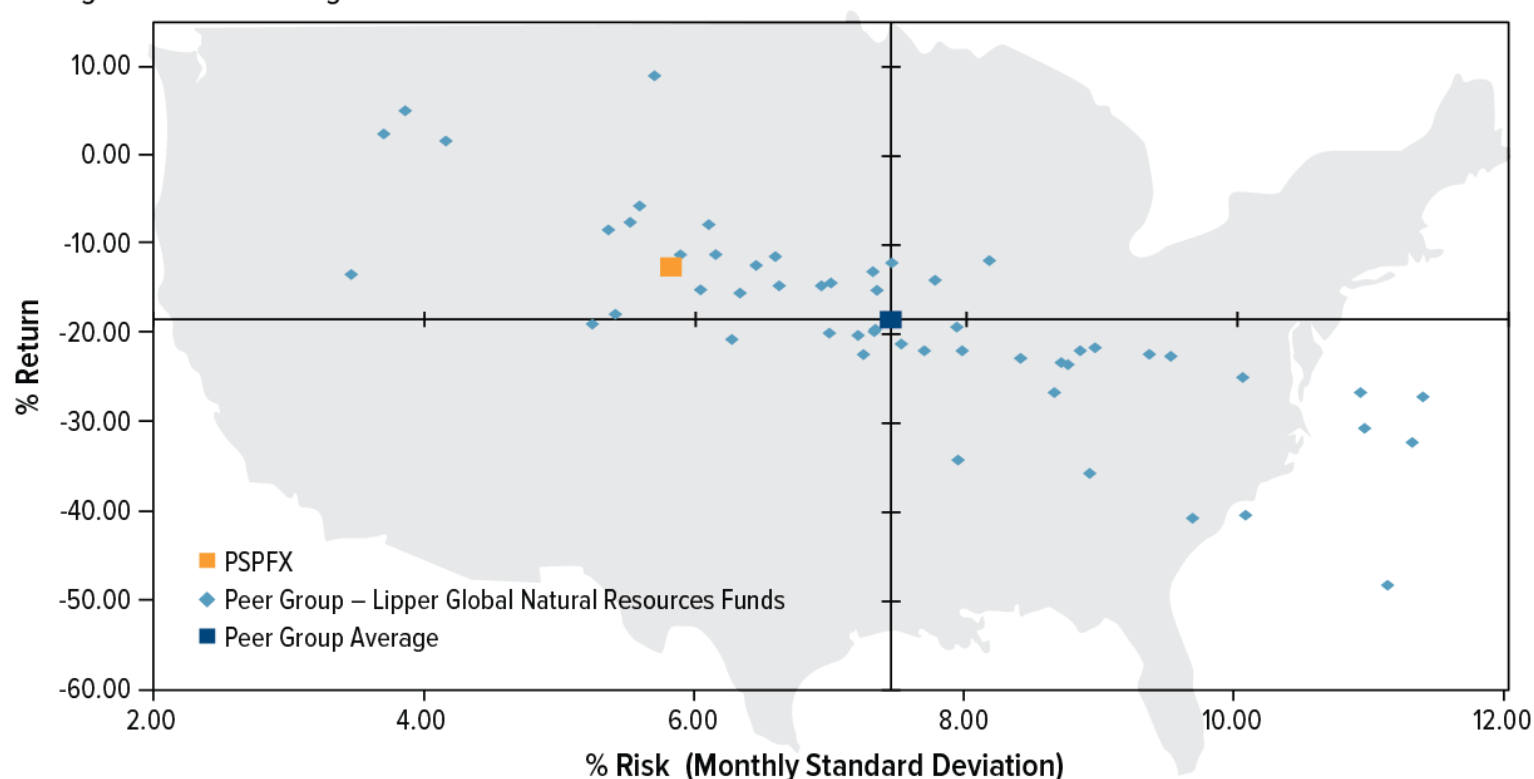 10.00
0.00
-10.00
-20.00
-30.00
-40.00
-50.00
-60.00
% Return
PSPFX
Peer Group – Lipper Global Natural Resources Funds
Peer Group Average
2.00 4.00 6.00 8.00 10.00 12.00
% Risk (Monthly Standard Deviation)